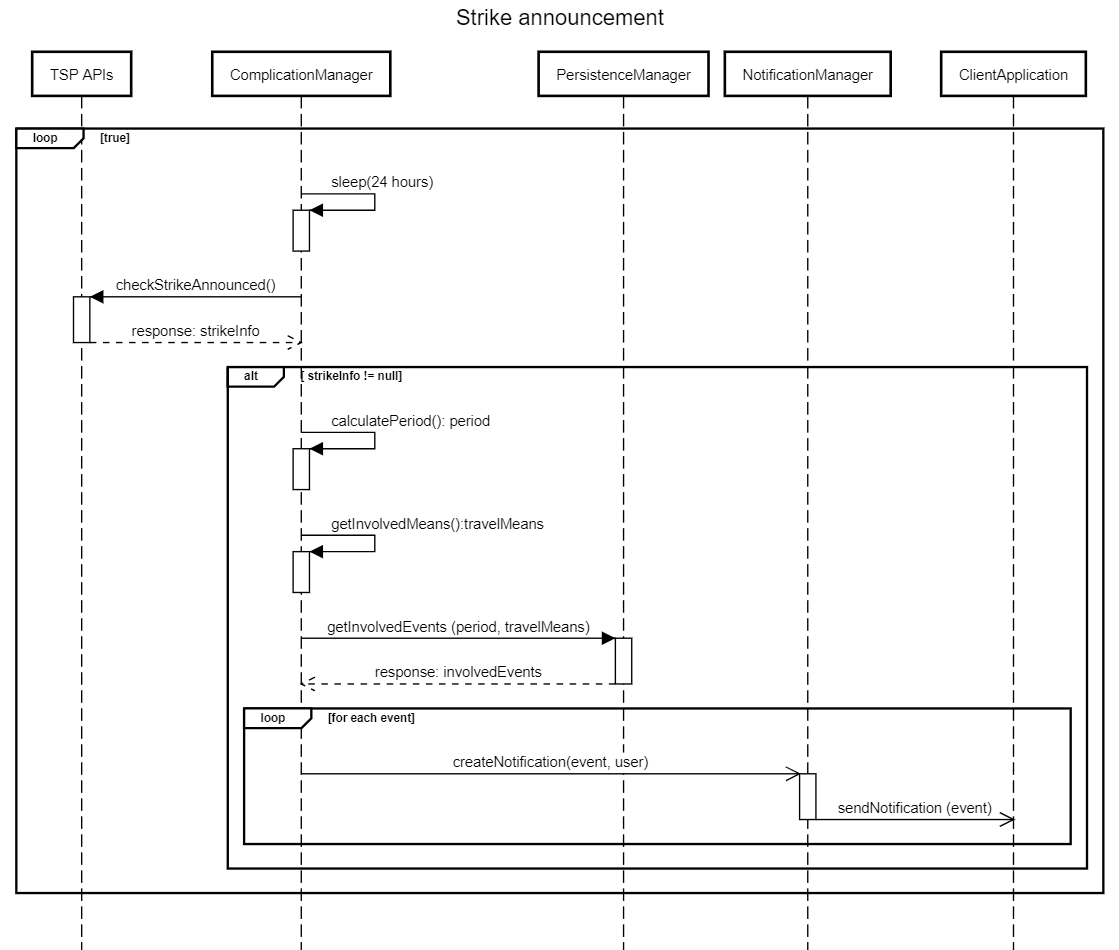 Strike announcement
TSP APIs
ComplicationManager
PersistenceManager
NotificationManager
ClientApplication
loop
[true]
sleep(24 hours)
checkStrikeAnnounced()
response: strikeInfo
alt
[ strikeInfo != null]
calculatePeriod(): period
getInvolvedMeans():travelMeans
getInvolvedEvents (period, travelMeans)
response: involvedEvents
loop
[for each event]
createNotification(event, user)
sendNotification (event)